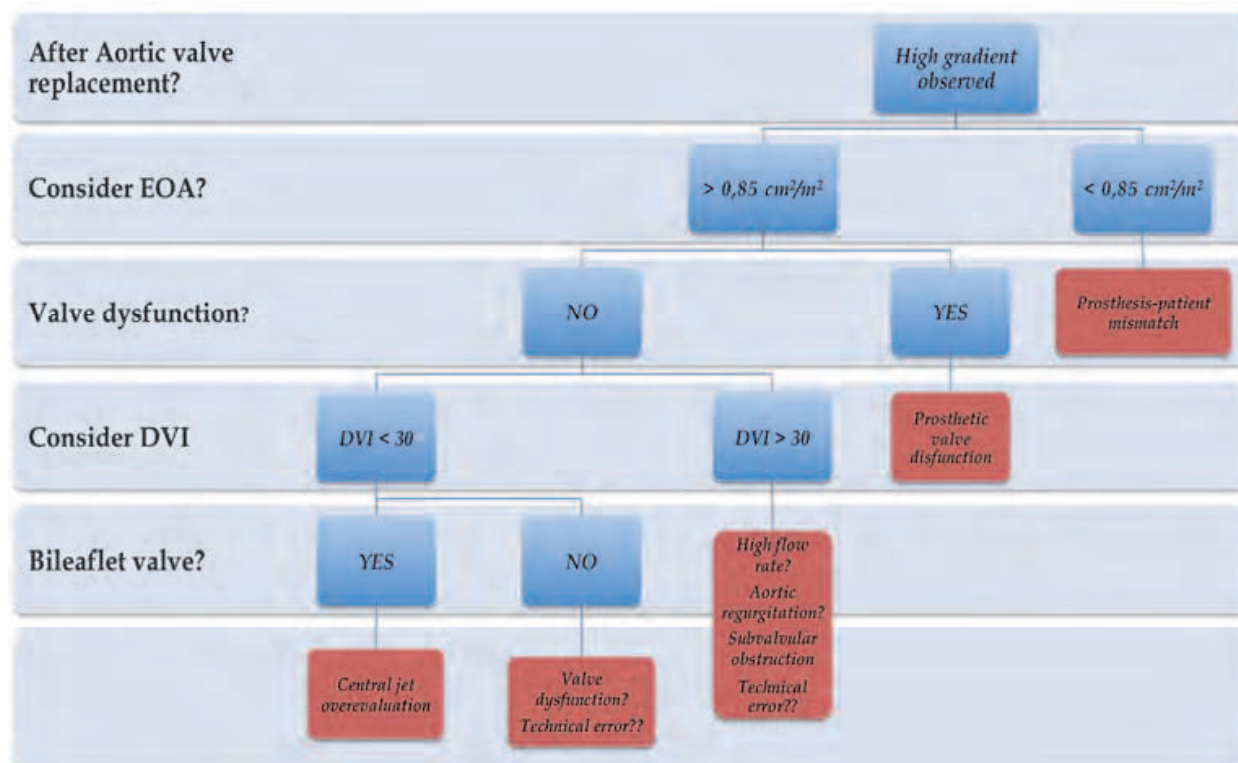 After Aortic valve
replacement?
High gradient
observed
Consider EOA?
> 0,85 cm²/m²
< 0,85 cm²/m²
Valve dysfunction?
NO
YES
Prosthesis-patient
mismatch
Consider DVI
DVI < 30
DVI > 30
Prosthetic
valve
disfunction
Bileaflet valve?
YES
NO
High flow
rate?
Aortic
regurgitation?
Subvalvular
obstruction
Technical
error??
Central jet
overevaluation
Valve
dysfunction?
Technical error??